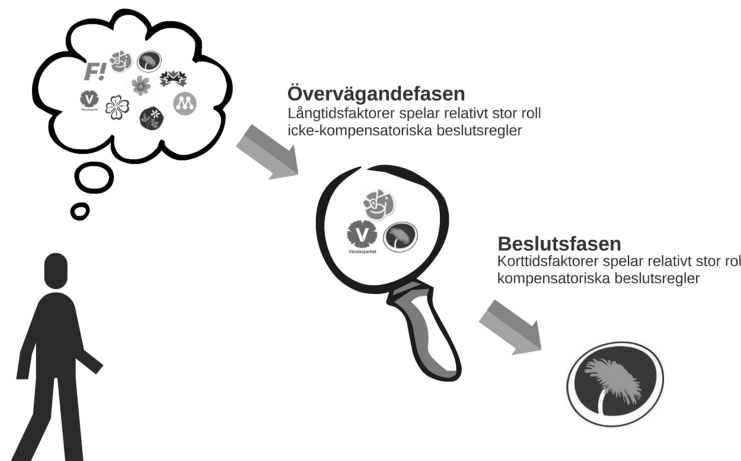 F!
V
M
Övervägandefasen
Långtidsfaktorer spelar relativt stor roll
icke-kompensatoriska beslutsregler
V
Vänsterpartiet
Beslutsfasen
Korttidsfaktorer spelar relativt stor rol
kompensatoriska beslutsregler